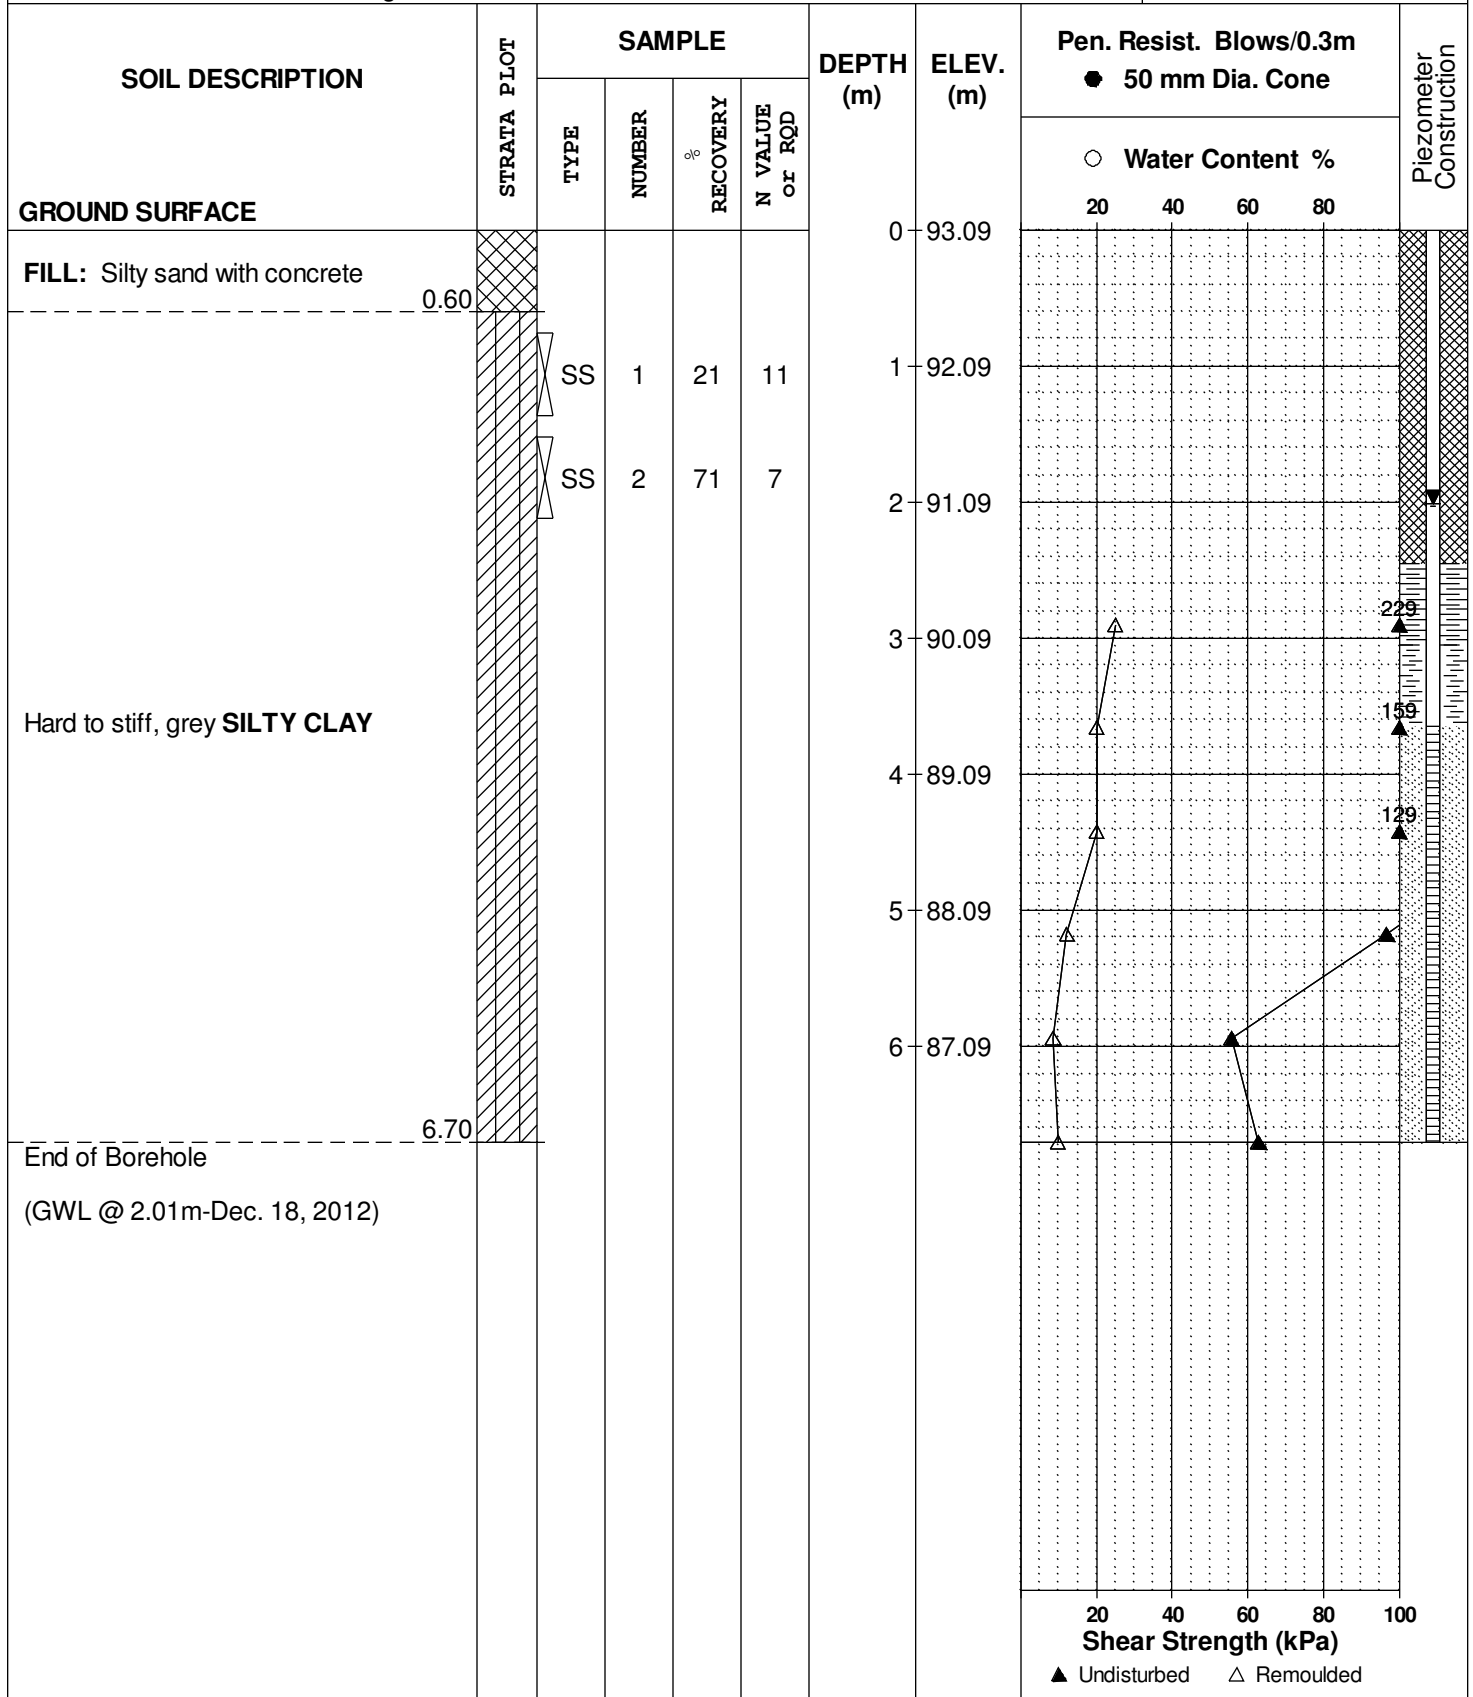 SOIL DESCRIPTION
GROUND SURFACE
STRATA PLOT
SAMPLE
TYPE
NUMBER
%
RECOVERY
N VALUE
or RQD
DEPTH
(m)
ELEV.
(m)
Pen. Resist. Blows/0.3m
50 mm Dia. Cone
Water Content %
20 40 60 80
Piezometer
Construction
0 93.09
FILL: Silty sand with concrete
0.60
SS 1 21 11
1 92.09
SS 2 71 7
2 91.09
229
3 90.09
159
Hard to stiff, grey SILTY CLAY
4 89.09
129
5 88.09
6 87.09
6.70
End of Borehole
(GWL @ 2.01m-Dec. 18, 2012)
20 40 60 80 100
Shear Strength (kPa)
Undisturbed Remoulded